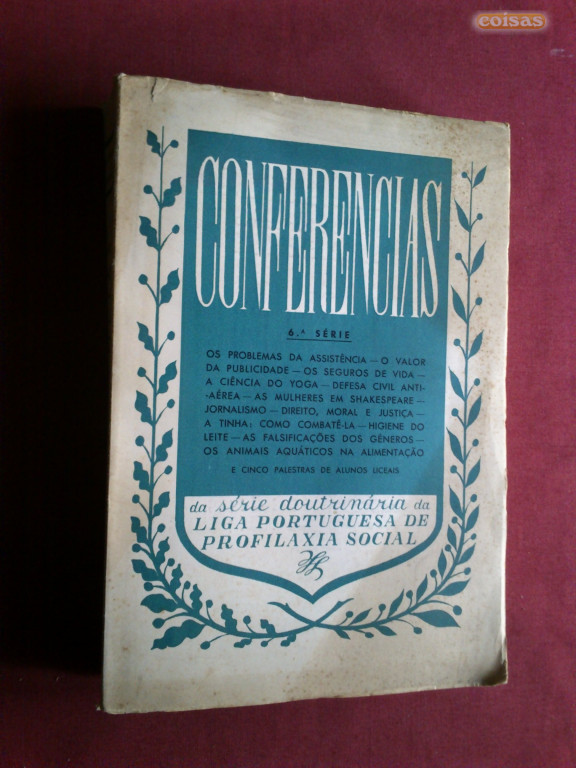 coisas
CONFERENCIAS
6.ª SÉRIE
OS PROBLEMAS DA ASSISTÊNCIA — O VALOR
DA PUBLICIDADE — OS SEGUROS DE VIDA —
A CIÊNCIA DO YOGA — DEFESA CIVIL ANTI-
-AÉREA — AS MULHERES EM SHAKESPEARE —
JORNALISMO — DIREITO, MORAL E JUSTIÇA —
A TINHA: COMO COMBATÊ-LA — HIGIENE DO
LEITE — AS FALSIFICAÇÕES DOS GÉNEROS —
OS ANIMAIS AQUÁTICOS NA ALIMENTAÇÃO
E CINCO PALESTRAS DE ALUNOS LICEAIS
da série doutrinária da
LIGA PORTUGUESA DE
PROFILAXIA SOCIAL